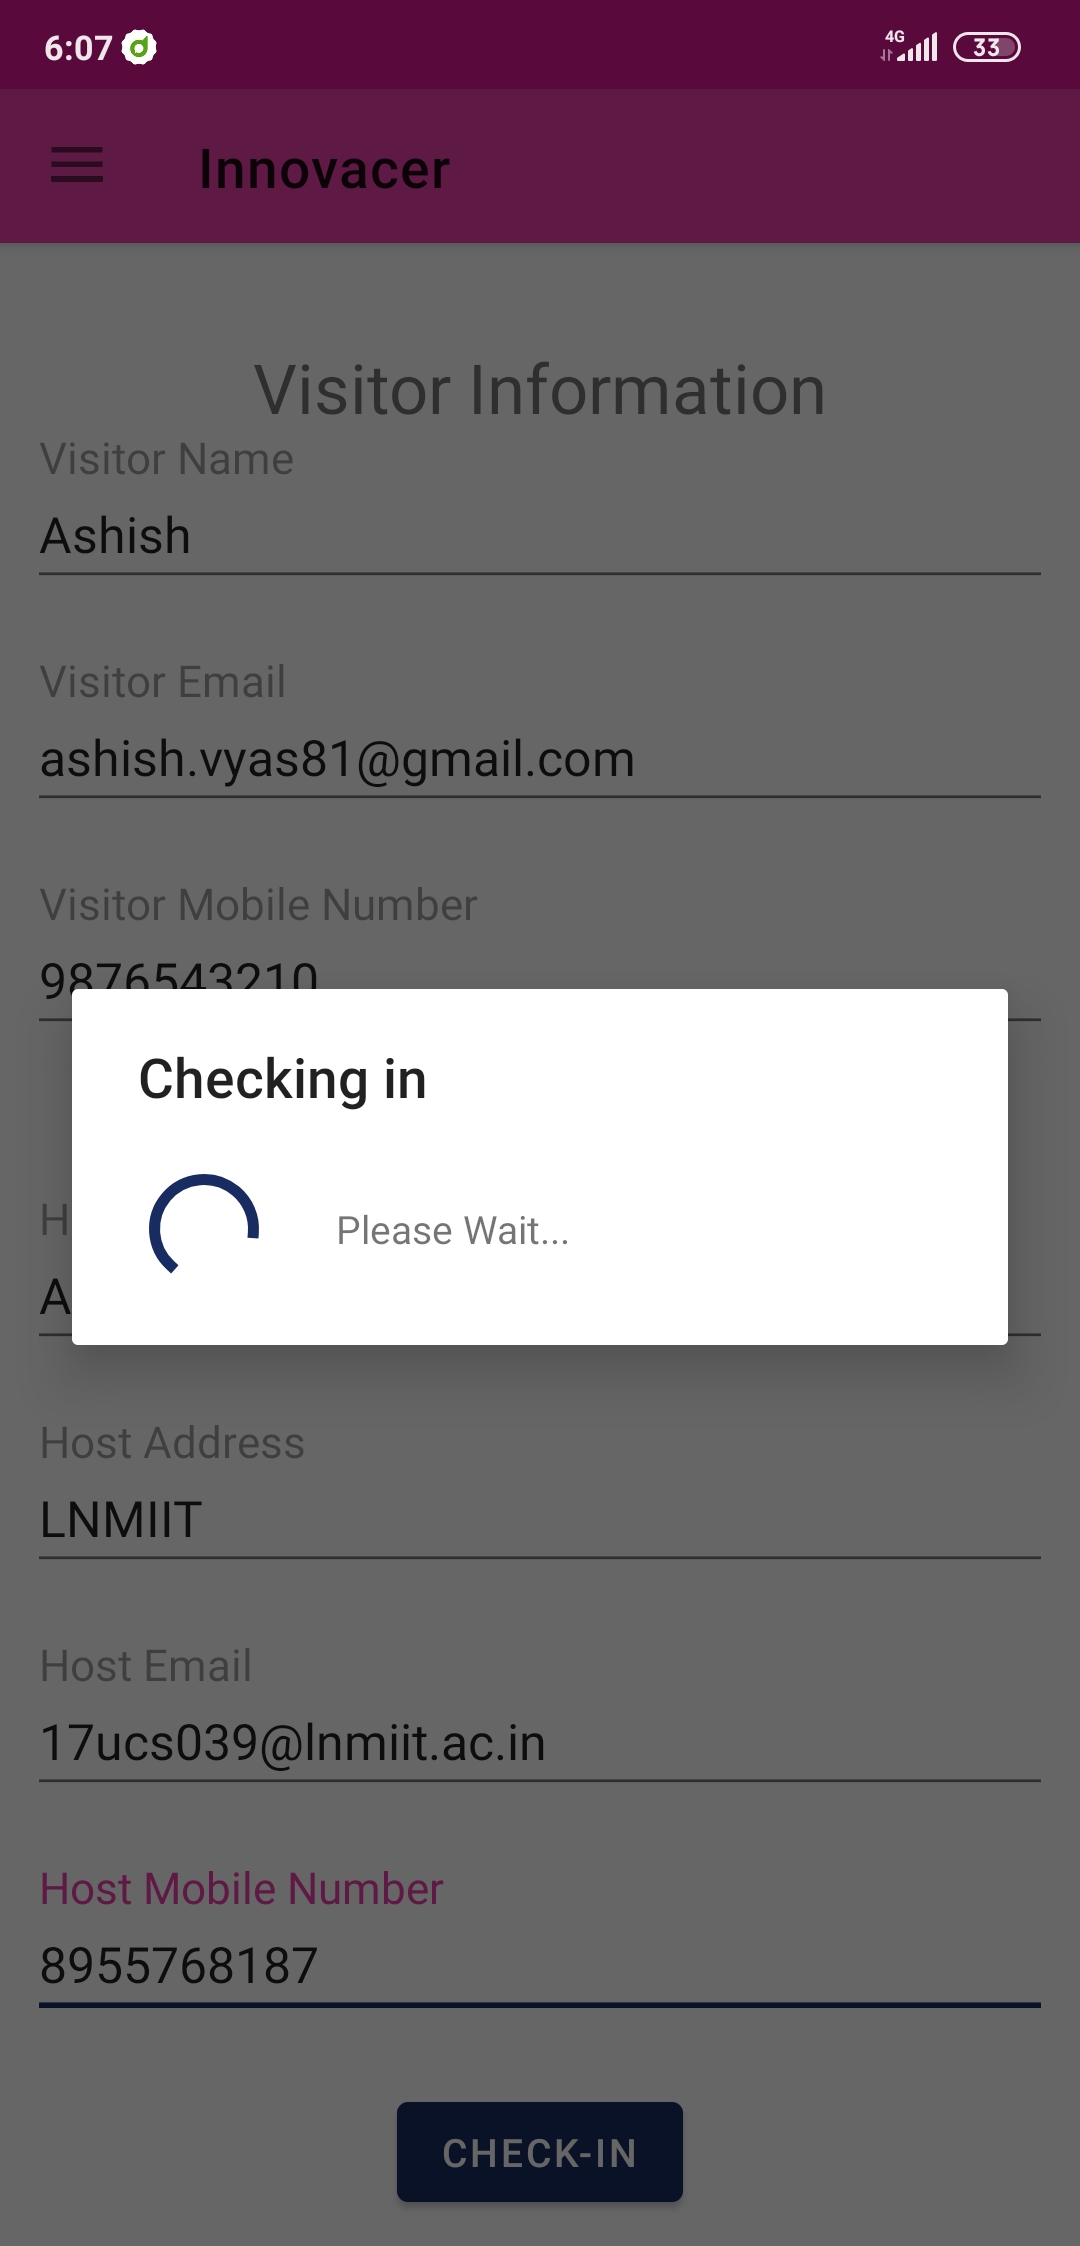 6:07 4G 33
Innovacer
Visitor Information
Visitor Name
Ashish
Visitor Email
ashish.vyas81@gmail.com
Visitor Mobile Number
9876543210
Checking in
Please Wait...
Host Address
LNMIIT
Host Email
17ucs039@lnmiit.ac.in
Host Mobile Number
8955768187
CHECK-IN